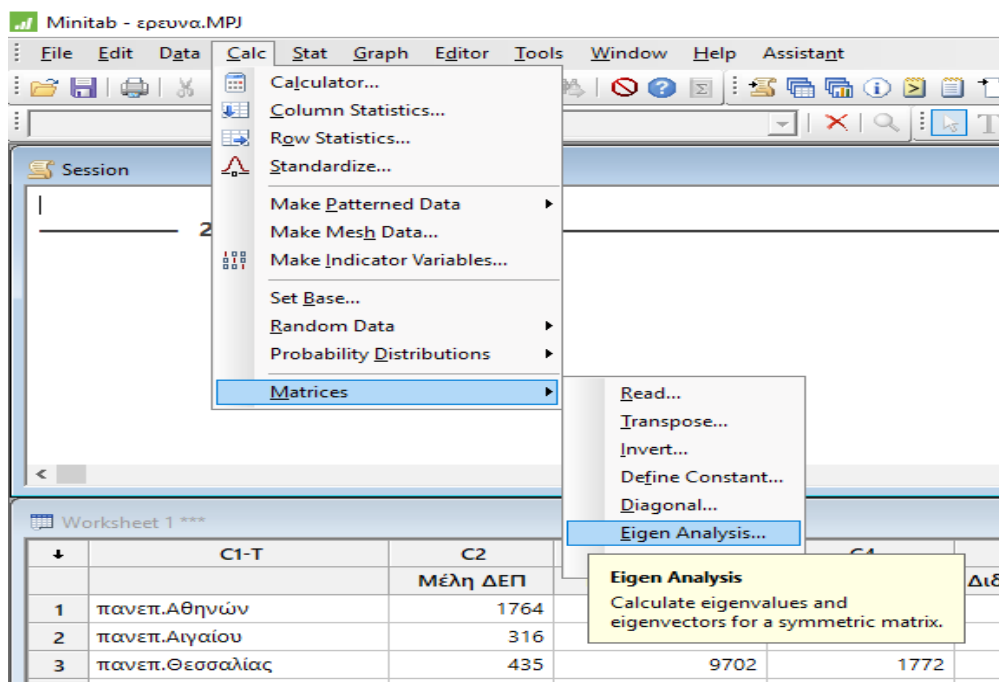 Minitab - ερευνα.MPJ
File Edit Data Calc Stat Graph Editor Tools Window Help Assistant
Calculator...
Column Statistics...
Row Statistics...
Session
Standardize...
Make Patterned Data
2
Make Mesh Data...
Make Indicator Variables...
Set Base...
Random Data
Probability Distributions
Matrices
Read...
Transpose...
Invert...
Define Constant...
Diagonal...
Eigen Analysis...
Worksheet 1 ***
C1-T C2 C4
Μέλη ΔΕΠ
Eigen Analysis
Calculate eigenvalues and
eigenvectors for a symmetric matrix.
1 πανεπ.Αθηνών 1764
2 πανεπ.Αιγαίου 316
3 πανεπ.Θεσσαλίας 435 9702 1772